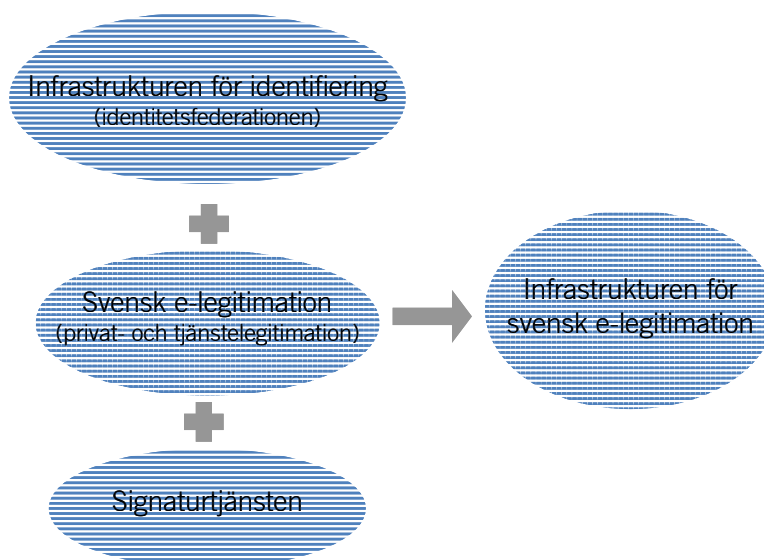 Infrastrukturen för identifiering
(identitetsfederationen)
Svensk e-legitimation
(privat- och tjänstelegitimation)
Signaturtjänsten
Infrastrukturen för
svensk e-legitimation